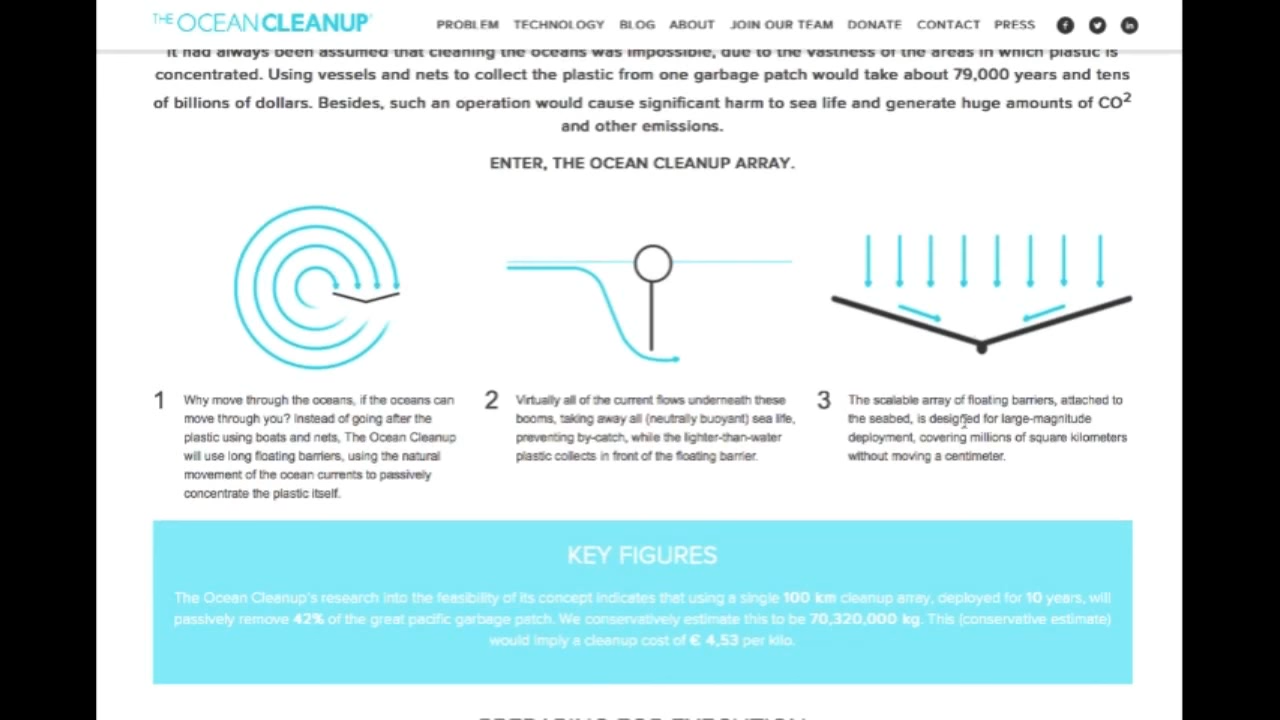 THE OCEAN CLEANUP
PROBLEM TECHNOLOGY BLOG ABOUT JOIN OUR TEAM DONATE CONTACT PRESS
It had always been assumed that cleaning the oceans was impossible, due to the vastness of the areas in which plastic is
concentrated. Using vessels and nets to collect the plastic from one garbage patch would take about 79,000 years and tens
of billions of dollars. Besides, such an operation would cause significant harm to sea life and generate huge amounts of CO²
and other emissions.
ENTER, THE OCEAN CLEANUP ARRAY.
1 Why move through the oceans, if the oceans can
move through you? Instead of going after the
plastic using boats and nets, The Ocean Cleanup
will use long floating barriers, using the natural
movement of the ocean currents to passively
concentrate the plastic itself.
2 Virtually all of the current flows underneath these
booms, taking away all (neutrally buoyant) sea life,
preventing by-catch, while the lighter-than-water
plastic collects in front of the floating barrier.
3 The scalable array of floating barriers, attached to
the seabed, is designed for large-magnitude
deployment, covering millions of square kilometers
without moving a centimeter.
KEY FIGURES
The Ocean Cleanup's research into the feasibility of its concept indicates that using a single 100 km cleanup array, deployed for 10 years, will
passively remove 42% of the great pacific garbage patch. We conservatively estimate this to be 70,320,000 kg. This (conservative estimate)
would imply a cleanup cost of € 4,53 per kilo.
PREPARING FOR EXECUTION